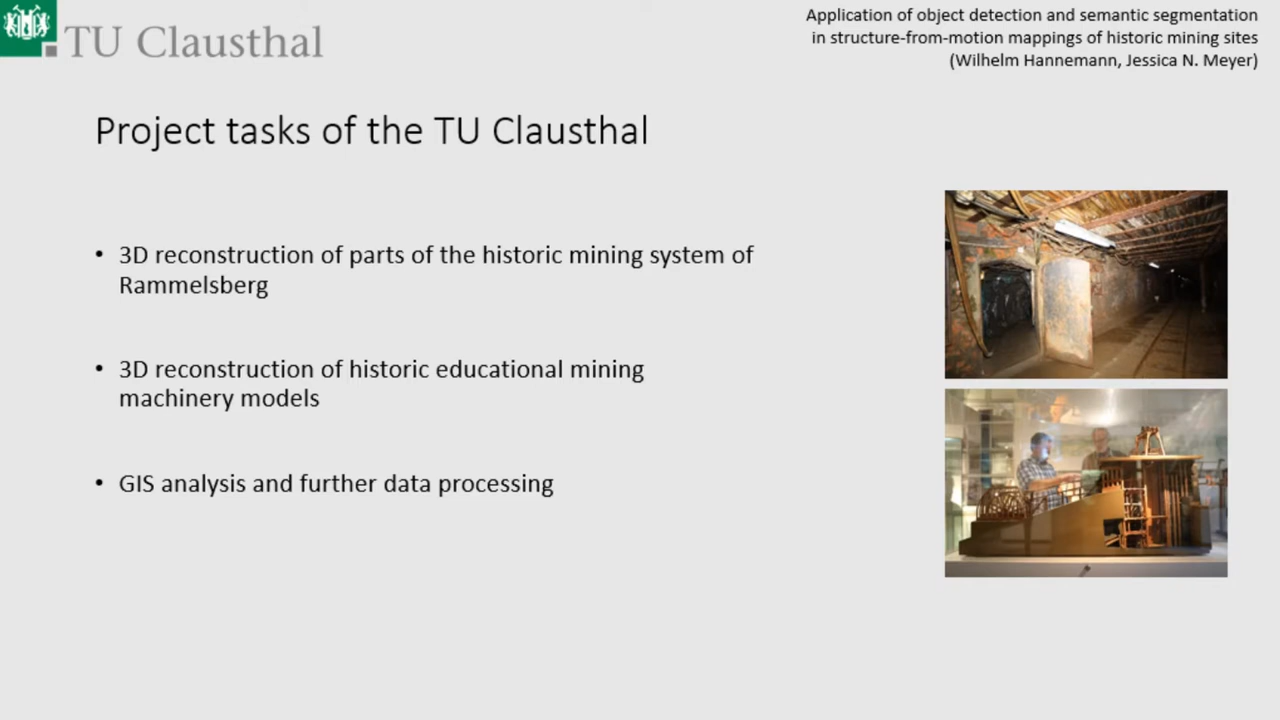 TU Clausthal
Application of object detection and semantic segmentation
in structure-from-motion mappings of historic mining sites
(Wilhelm Hannemann, Jessica N. Meyer)
Project tasks of the TU Clausthal
• 3D reconstruction of parts of the historic mining system of
Rammelsberg
• 3D reconstruction of historic educational mining
machinery models
• GIS analysis and further data processing